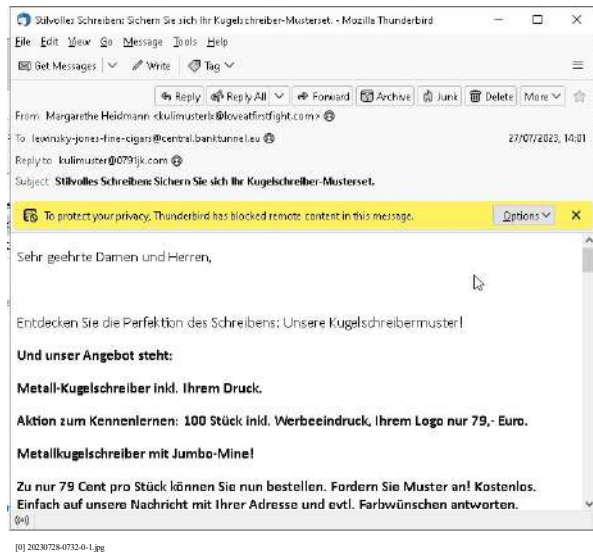 Stilvolles Schreiben: Sichern Sie sich Ihr Kugelschreiber-Musterset. - Mozilla Thunderbird
File Edit View Go Message Tools Help
Get Messages Write Tag
Reply Reply All Forward Archive Junk Delete More
From Margarethe Heidmann <kulimusterlx@loveatfirstfight.com>
To lewinsky-jones-fine-cigars@central.banktunnel.eu 27/07/2023, 14:01
Reply to kulimuster@0791jk.com
Subject Stilvolles Schreiben: Sichern Sie sich Ihr Kugelschreiber-Musterset.
To protect your privacy, Thunderbird has blocked remote content in this message. Options
Sehr geehrte Damen und Herren,
Entdecken Sie die Perfektion des Schreibens: Unsere Kugelschreibermuster!
Und unser Angebot steht:
Metall-Kugelschreiber inkl. Ihrem Druck.
Aktion zum Kennenlernen: 100 Stück inkl. Werbeeindruck, Ihrem Logo nur 79,- Euro.
Metallkugelschreiber mit Jumbo-Mine!
Zu nur 79 Cent pro Stück können Sie nun bestellen. Fordern Sie Muster an! Kostenlos.
Einfach auf unsere Nachricht mit Ihrer Adresse und evtl. Farbwünschen antworten.
[0] 20230728-0732-0-1.jpg